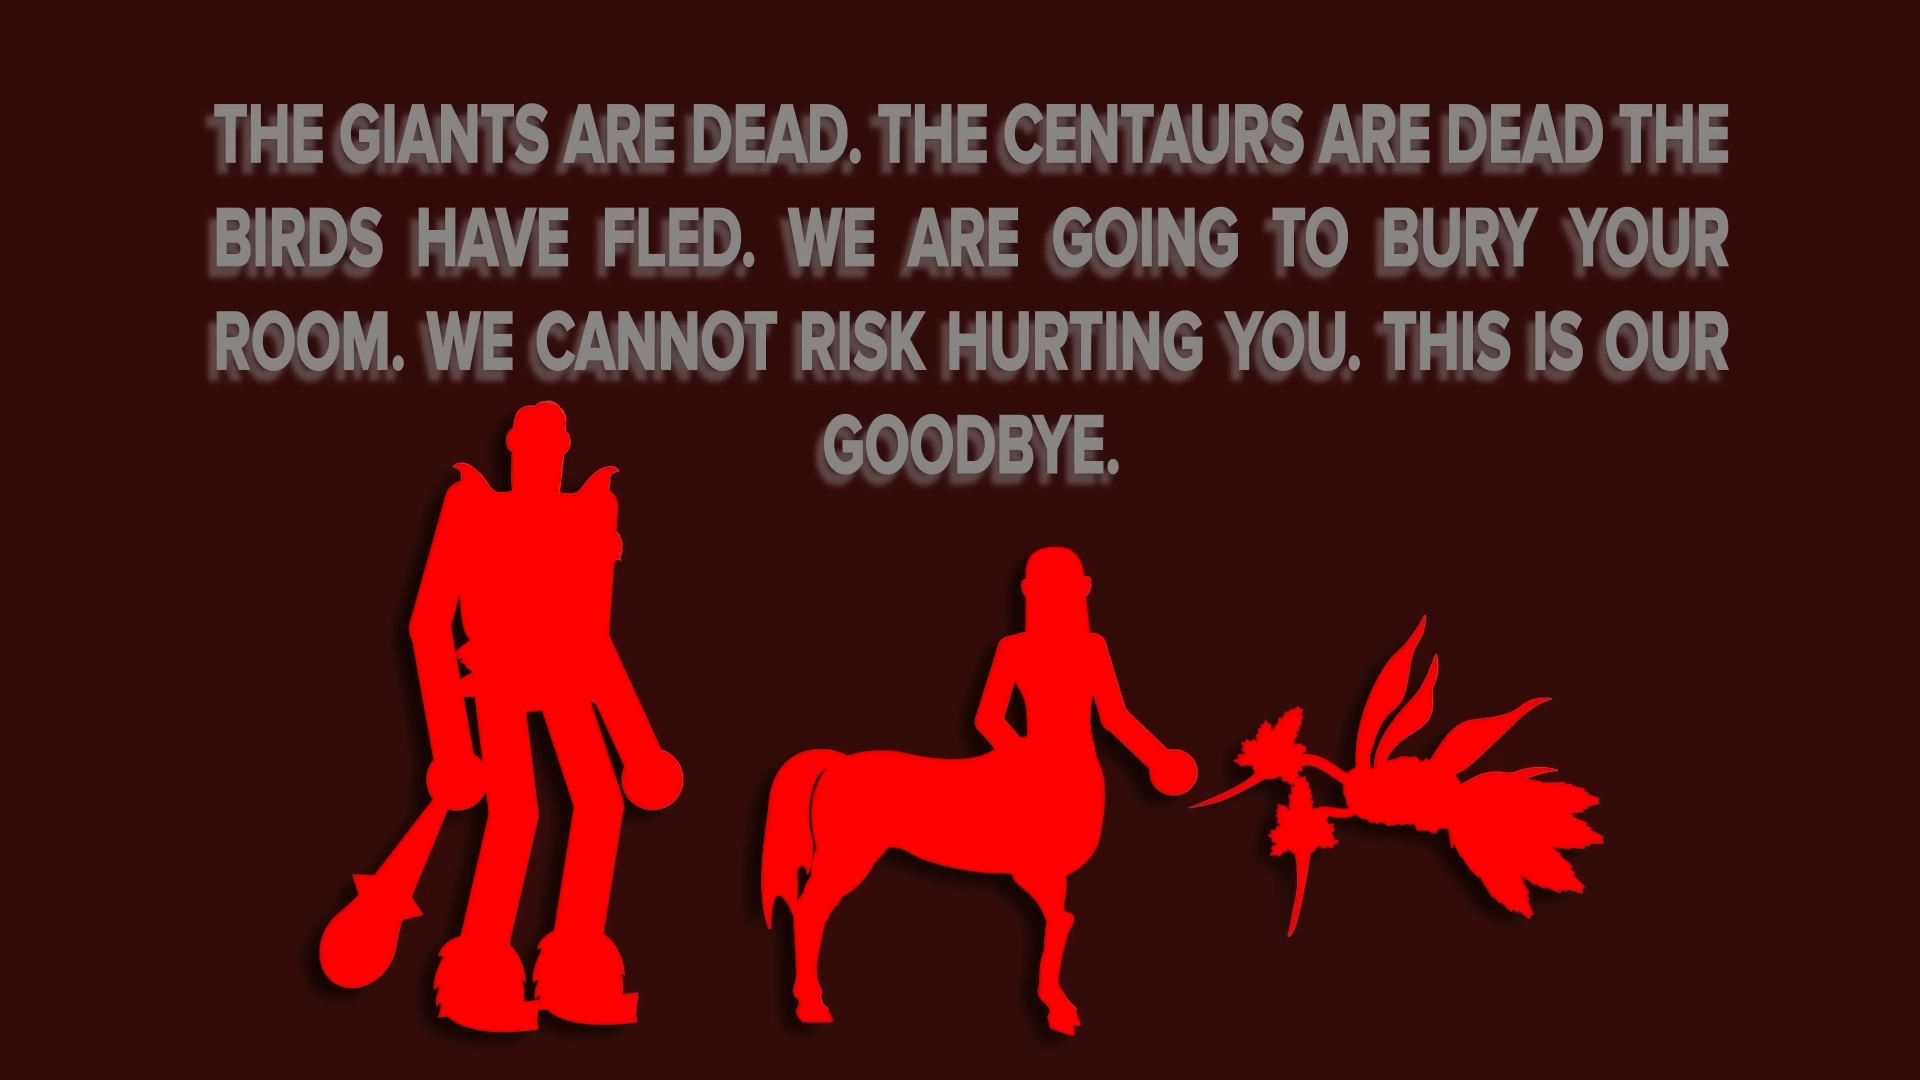 THE GIANTS ARE DEAD. THE CENTAURS ARE DEAD THE
BIRDS HAVE FLED. WE ARE GOING TO BURY YOUR
ROOM. WE CANNOT RISK HURTING YOU. THIS IS OUR
GOODBYE.